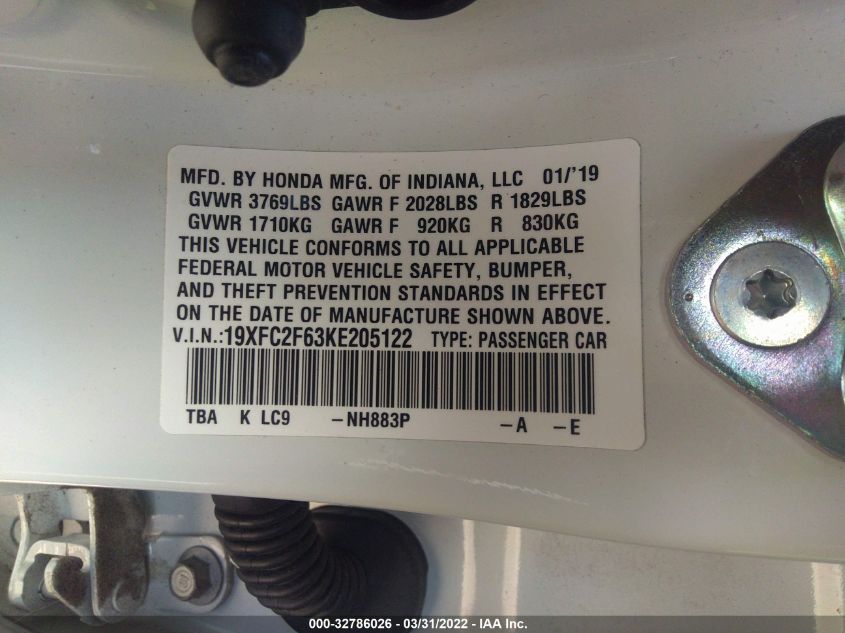 MFD. BY HONDA MFG. OF INDIANA, LLC 01/'19
GVWR 3769LBS GAWR F 2028LBS R 1829LBS
GVWR 1710KG GAWR F 920KG R 830KG
THIS VEHICLE CONFORMS TO ALL APPLICABLE
FEDERAL MOTOR VEHICLE SAFETY, BUMPER,
AND THEFT PREVENTION STANDARDS IN EFFECT
ON THE DATE OF MANUFACTURE SHOWN ABOVE.
V.I.N.:19XFC2F63KE205122 TYPE: PASSENGER CAR
TBA K LC9 -NH883P -A -E
000-32786026 - 03/31/2022 - IAA Inc.